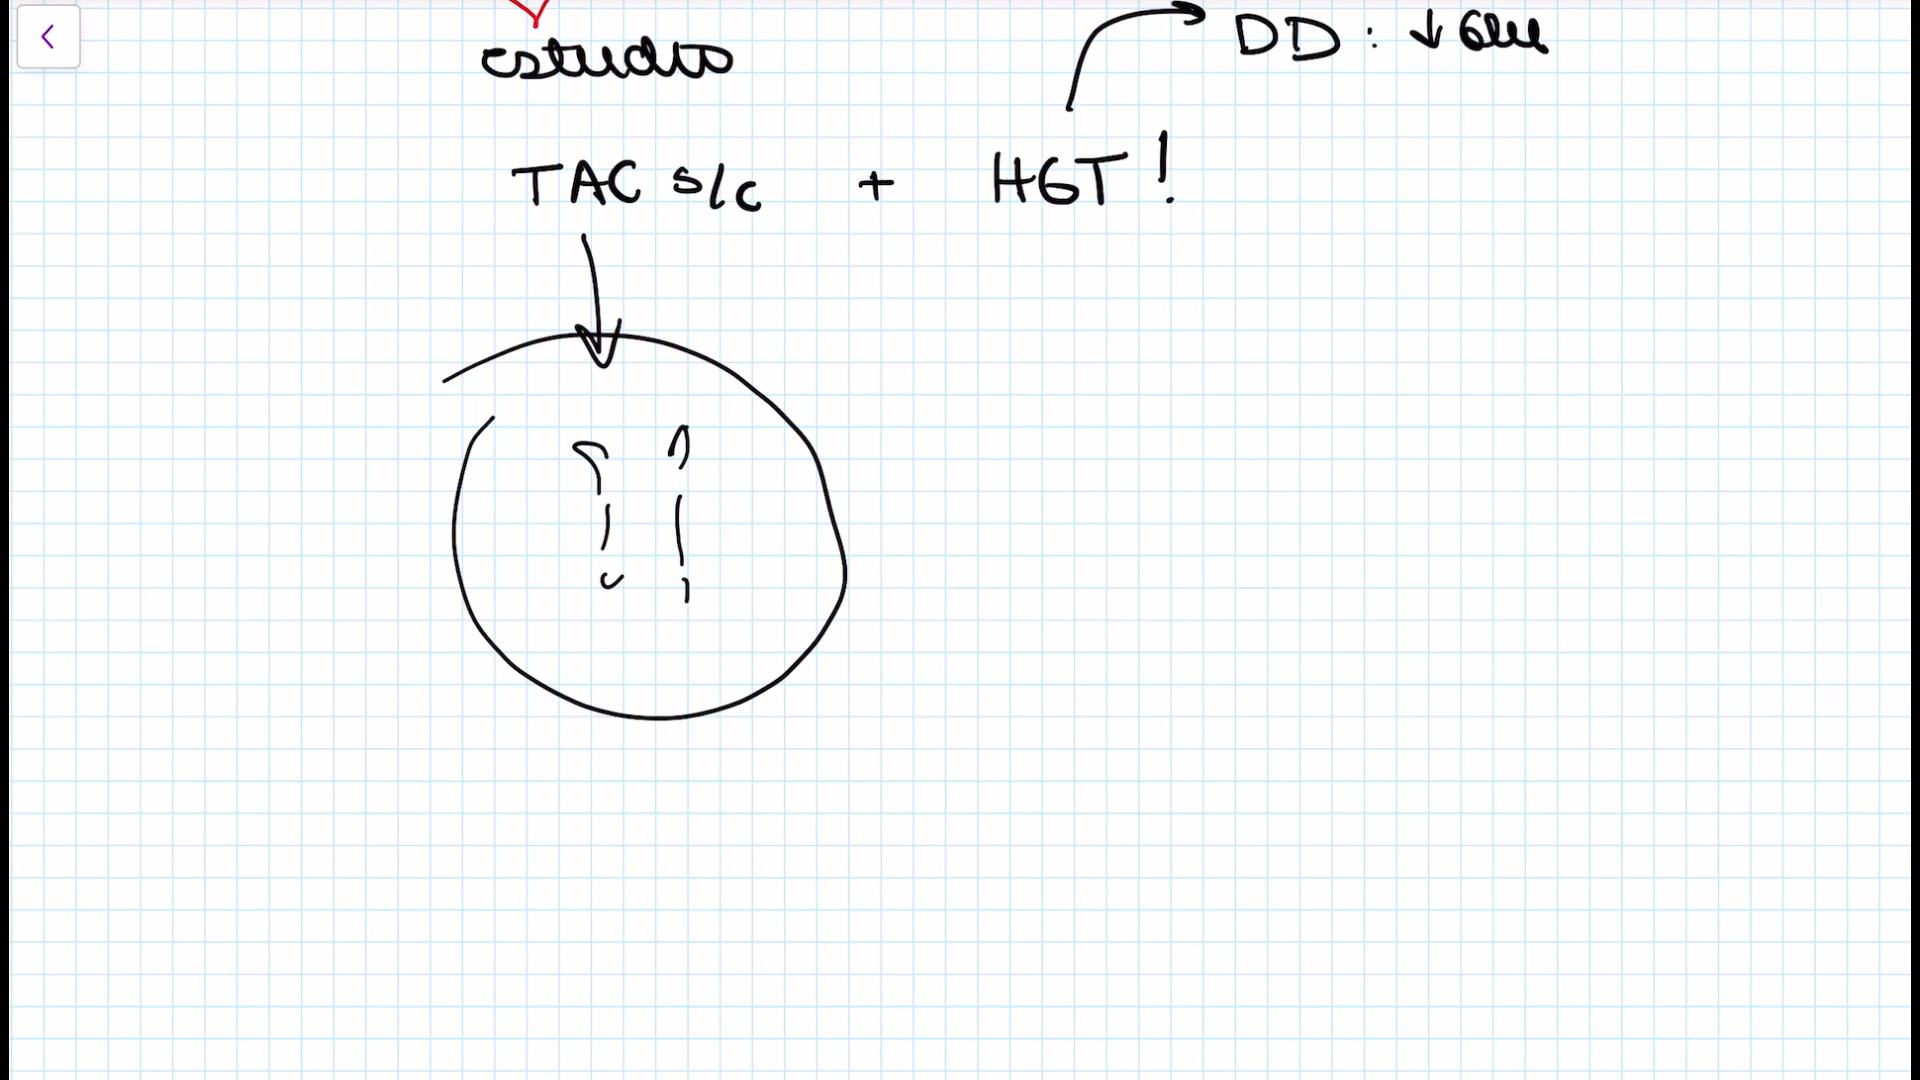 DD: ↓ Glu
estudio
TAC s/c + HGT!